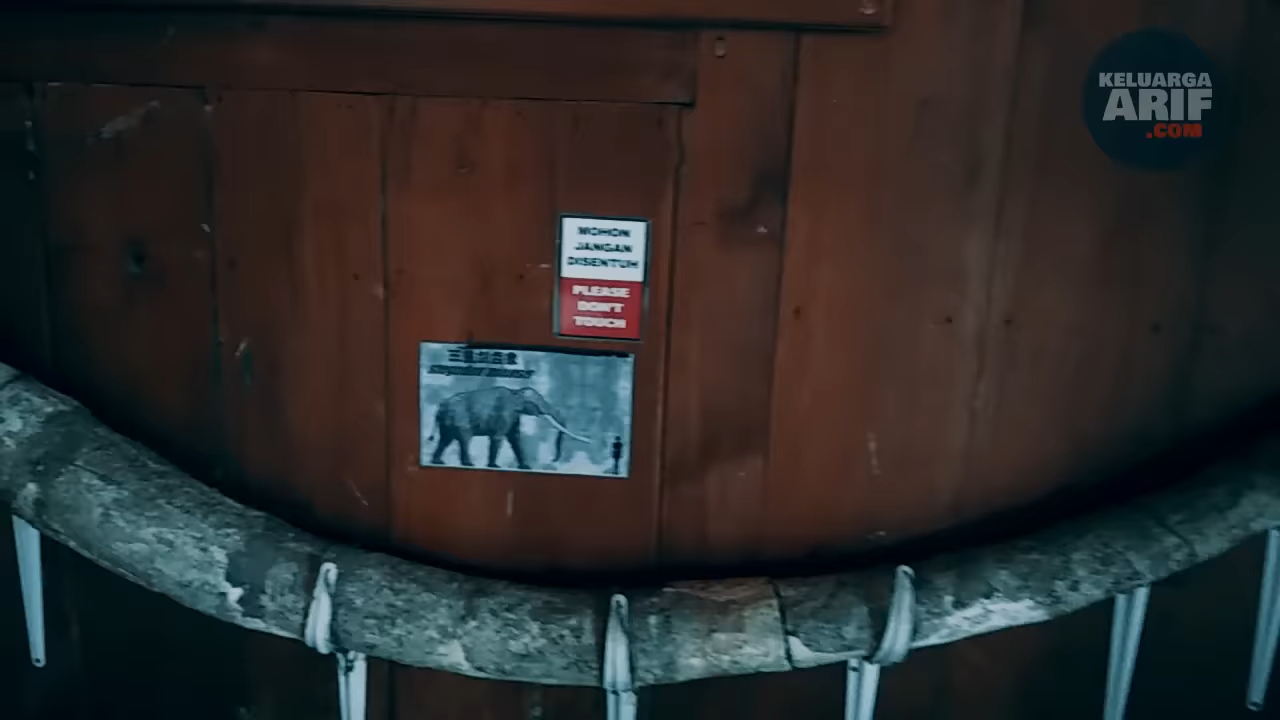 KELUARGA
ARIF
.COM
MOHON
JANGAN
DISENTUH
PLEASE
DON'T
TOUCH